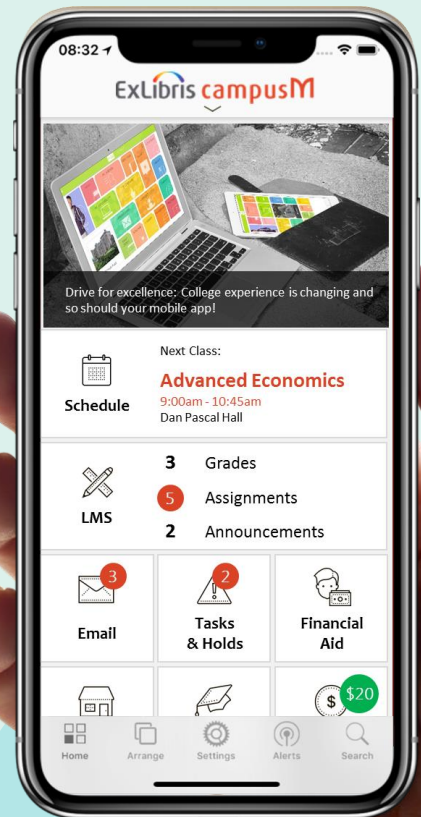 08:32
ExLibris campusM
Drive for excellence: College experience is changing and
so should your mobile app!
Next Class:
Advanced Economics
9:00am - 10:45am
Dan Pascal Hall
Schedule
3 Grades
5 Assignments
2 Announcements
LMS
3
Email
2
Tasks
& Holds
Financial
Aid
$
$20
Home Arrange Settings Alerts Search